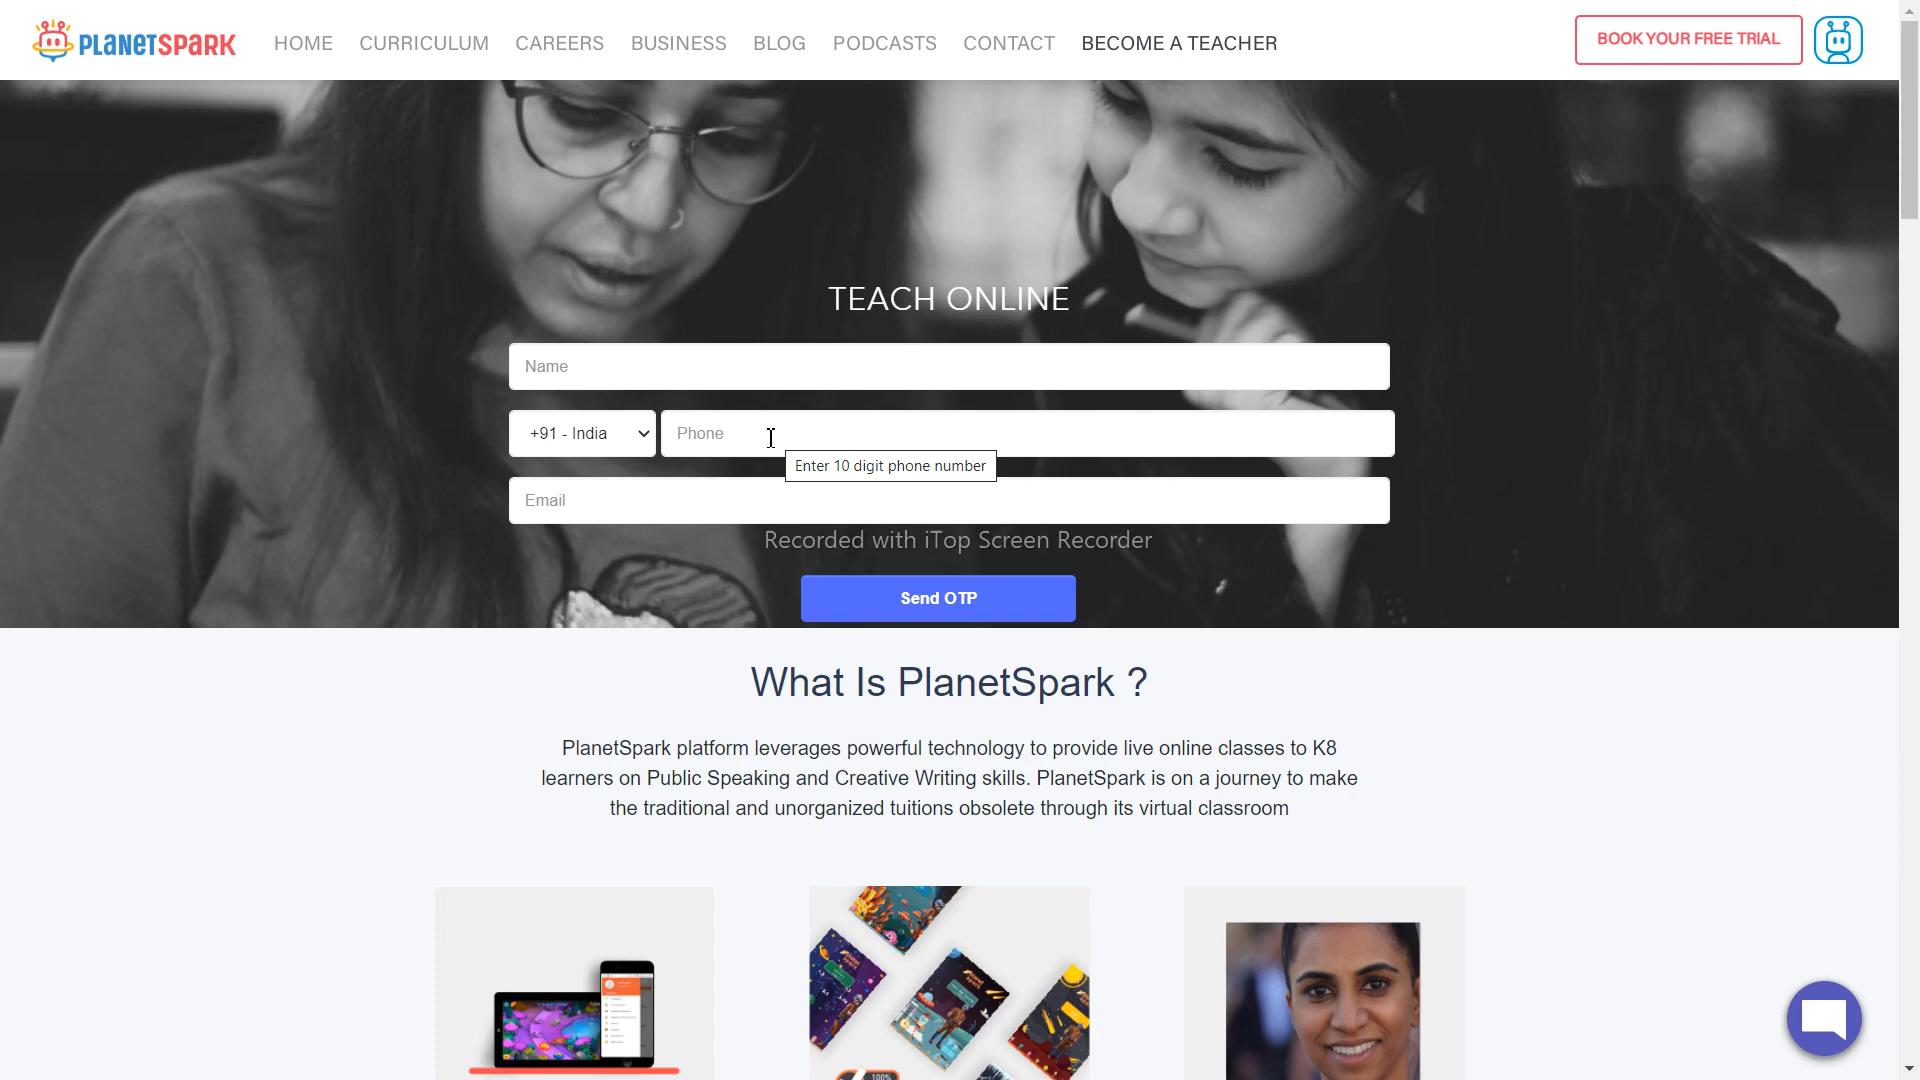 PLANETSPARK
HOME
CURRICULUM
CAREERS
BUSINESS
BLOG
PODCASTS
CONTACT
BECOME A TEACHER
BOOK YOUR FREE TRIAL
TEACH ONLINE
Name
+91 - India
Phone
Enter 10 digit phone number
Email
Recorded with iTop Screen Recorder
Send OTP
What Is PlanetSpark ?
PlanetSpark platform leverages powerful technology to provide live online classes to K8
learners on Public Speaking and Creative Writing skills. PlanetSpark is on a journey to make
the traditional and unorganized tuitions obsolete through its virtual classroom
100%